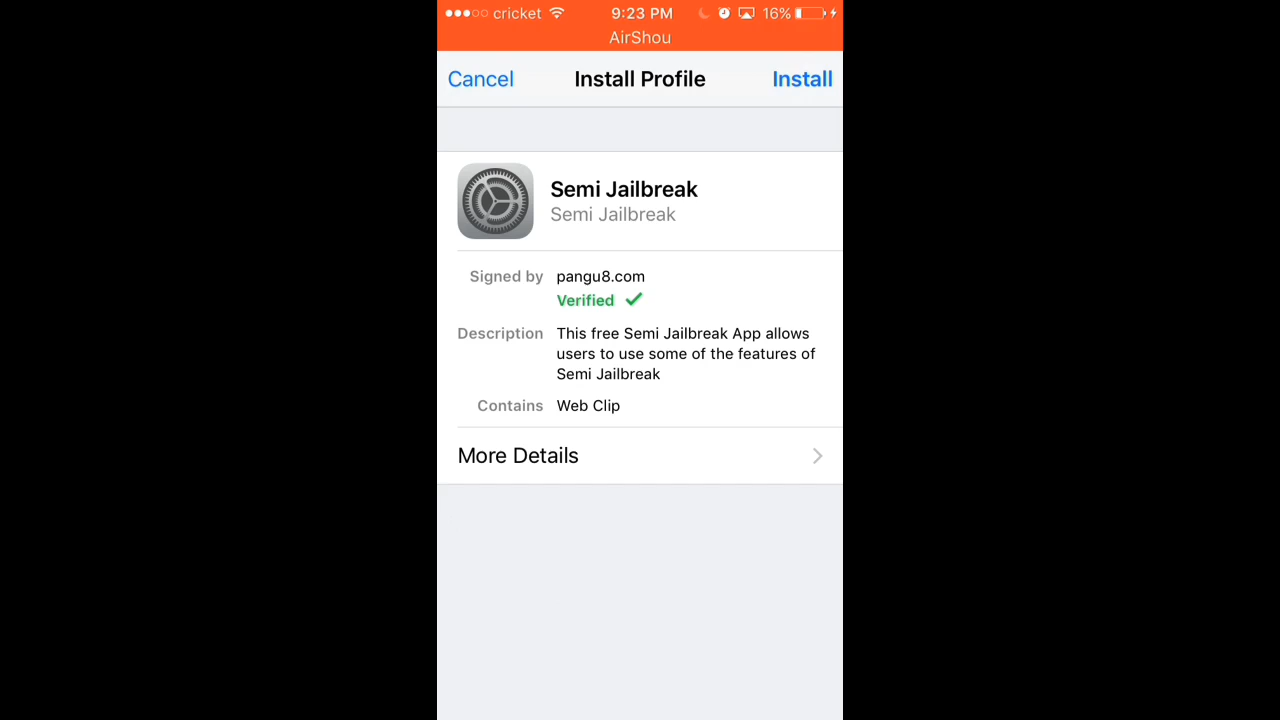 cricket 9:23 PM 16%
AirShou
Cancel Install Profile Install
Semi Jailbreak
Semi Jailbreak
Signed by pangu8.com
Verified
Description This free Semi Jailbreak App allows
users to use some of the features of
Semi Jailbreak
Contains Web Clip
More Details